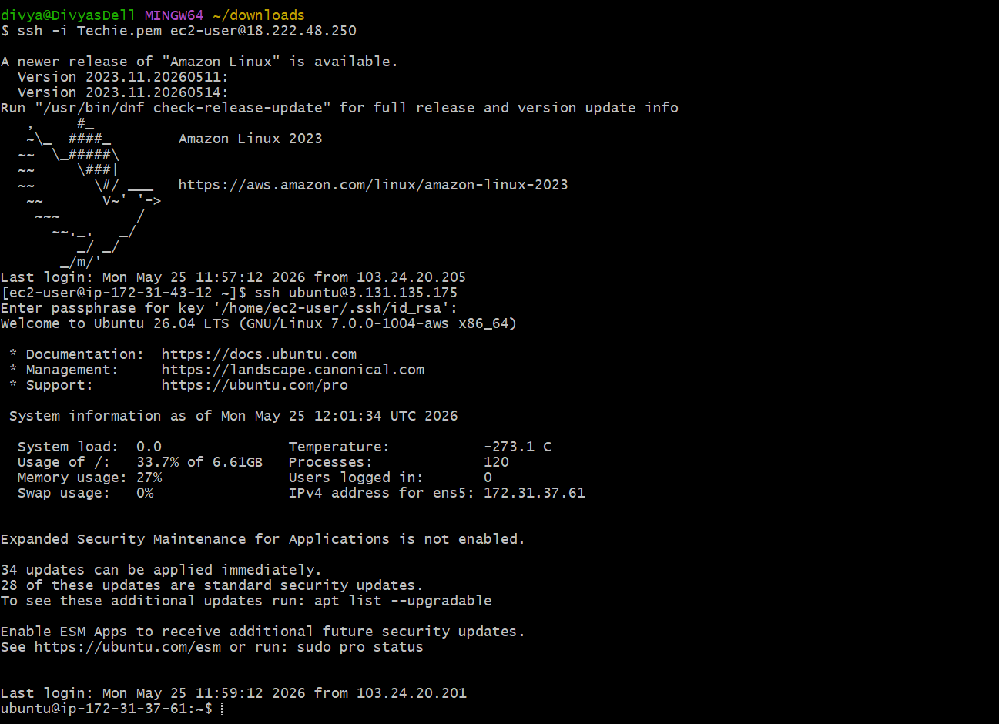 divya@DivyasDell MINGW64 ~/downloads
$ ssh -i Techie.pem ec2-user@18.222.48.250

A newer release of "Amazon Linux" is available.
  Version 2023.11.20260511:
  Version 2023.11.20260514:
Run "/usr/bin/dnf check-release-update" for full release and version update info
   ,     #_
   ~\_  ####_        Amazon Linux 2023
  ~~  \_#####\
  ~~     \###|
  ~~       \#/ ___   https://aws.amazon.com/linux/amazon-linux-2023
   ~~       V~' '->
    ~~~         /
      ~~._.   _/
         _/ _/
       _/m/'
Last login: Mon May 25 11:57:12 2026 from 103.24.20.205
[ec2-user@ip-172-31-43-12 ~]$ ssh ubuntu@3.131.135.175
Enter passphrase for key '/home/ec2-user/.ssh/id_rsa':
Welcome to Ubuntu 26.04 LTS (GNU/Linux 7.0.0-1004-aws x86_64)

 * Documentation:  https://docs.ubuntu.com
 * Management:     https://landscape.canonical.com
 * Support:        https://ubuntu.com/pro

 System information as of Mon May 25 12:01:34 UTC 2026

  System load:  0.0               Temperature:           -273.1 C
  Usage of /:   33.7% of 6.61GB   Processes:             120
  Memory usage: 27%               Users logged in:       0
  Swap usage:   0%                IPv4 address for ens5: 172.31.37.61


Expanded Security Maintenance for Applications is not enabled.

34 updates can be applied immediately.
28 of these updates are standard security updates.
To see these additional updates run: apt list --upgradable

Enable ESM Apps to receive additional future security updates.
See https://ubuntu.com/esm or run: sudo pro status


Last login: Mon May 25 11:59:12 2026 from 103.24.20.201
ubuntu@ip-172-31-37-61:~$